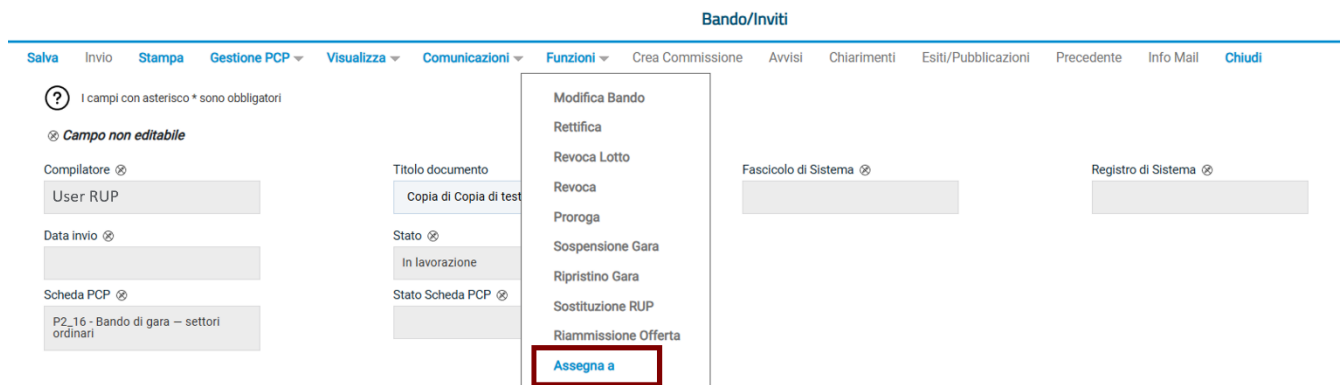 Bando/Inviti
Salva Invio Stampa Gestione PCP Visualizza Comunicazioni Funzioni Crea Commissione Avvisi Chiarimenti Esiti/Pubblicazioni Precedente Info Mail Chiudi
? I campi con asterisco * sono obbligatori
Campo non editabile
Compilatore
User RUP
Titolo documento
Copia di Copia di test
Fascicolo di Sistema
Registro di Sistema
Data invio
Stato
In lavorazione
Scheda PCP
P2_16 - Bando di gara – settori
ordinari
Stato Scheda PCP
Modifica Bando
Rettifica
Revoca Lotto
Revoca
Proroga
Sospensione Gara
Ripristino Gara
Sostituzione RUP
Riammissione Offerta
Assegna a